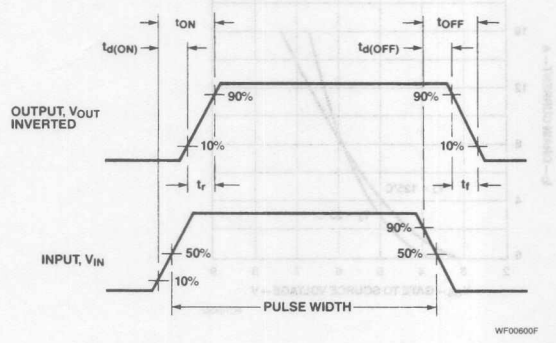 tON
tOFF
td(ON)
td(OFF)
90%
90%
OUTPUT, VOUT
INVERTED
10%
10%
tr
tf
90%
INPUT, VIN
50%
50%
10%
PULSE WIDTH
WF00600F